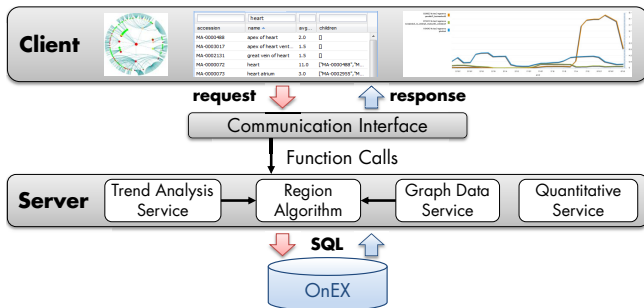 heart
Client
accession name avg... children
MA-0000488 apex of heart 2.0 []
MA-0003017 apex of heart vent... 1.5 []
MA-0002131 great vein of heart 1.5 []
MA-0000072 heart 11.0 ["MA-0000488","M...
MA-0000073 heart atrium 3.0 ["MA-0002955","M...
request response
Communication Interface
Function Calls
Server
Trend Analysis Service
Region Algorithm
Graph Data Service
Quantitative Service
SQL
OnEX